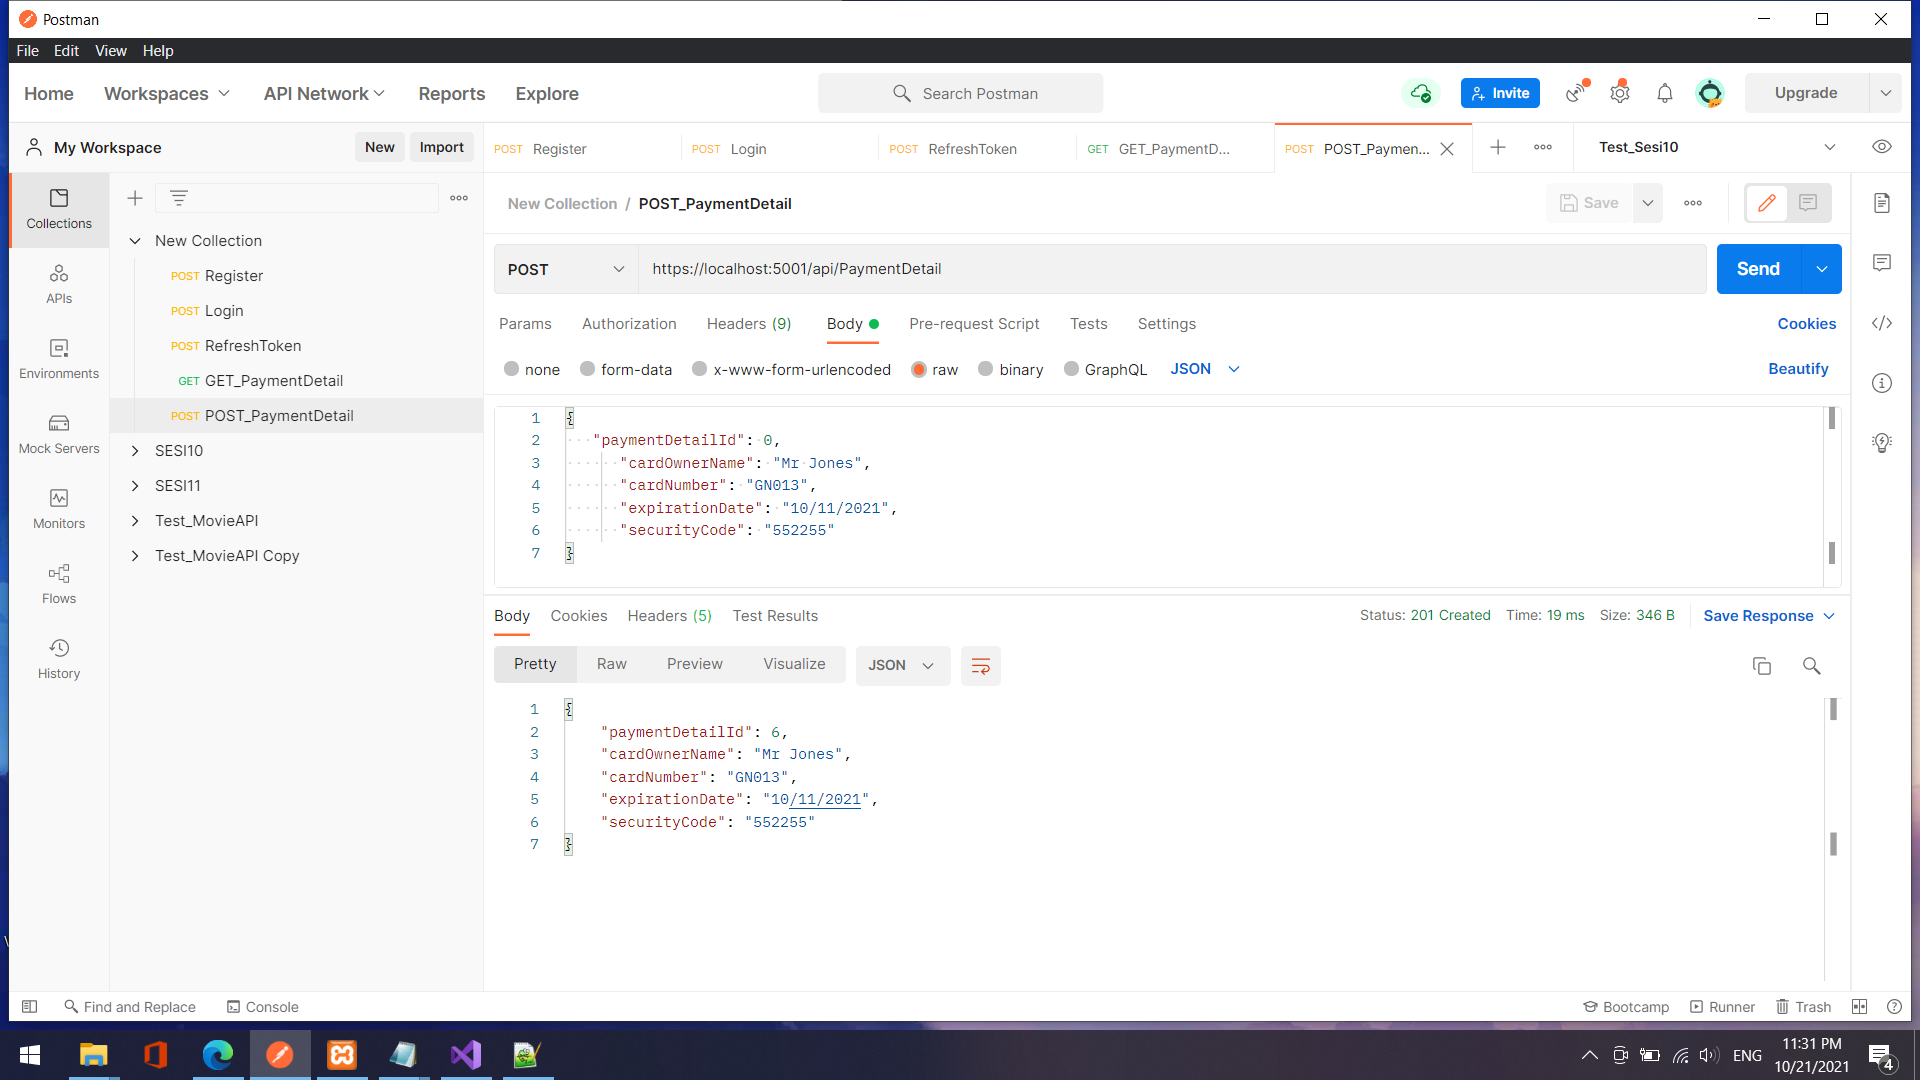 Postman
File Edit View Help
Home Workspaces API Network Reports Explore
Search Postman
Invite
Upgrade
My Workspace
New Import
POST Register
POST Login
POST RefreshToken
GET GET_PaymentD...
POST POST_Paymen...
Test_Sesi10
Collections
APIs
Environments
Mock Servers
Monitors
Flows
History
New Collection
POST Register
POST Login
POST RefreshToken
GET GET_PaymentDetail
POST POST_PaymentDetail
SESI10
SESI11
Test_MovieAPI
Test_MovieAPI Copy
New Collection / POST_PaymentDetail
Save
POST
https://localhost:5001/api/PaymentDetail
Send
Params Authorization Headers (9) Body Pre-request Script Tests Settings
Cookies
none form-data x-www-form-urlencoded raw binary GraphQL JSON
Beautify
1 {
2 "paymentDetailId": 0,
3 "cardOwnerName": "Mr Jones",
4 "cardNumber": "GN013",
5 "expirationDate": "10/11/2021",
6 "securityCode": "552255"
7 }
Body Cookies Headers (5) Test Results
Status: 201 Created Time: 19 ms Size: 346 B
Save Response
Pretty Raw Preview Visualize JSON
1 {
2 "paymentDetailId": 6,
3 "cardOwnerName": "Mr Jones",
4 "cardNumber": "GN013",
5 "expirationDate": "10/11/2021",
6 "securityCode": "552255"
7 }
Find and Replace Console
Bootcamp Runner Trash
ENG
11:31 PM
10/21/2021
4